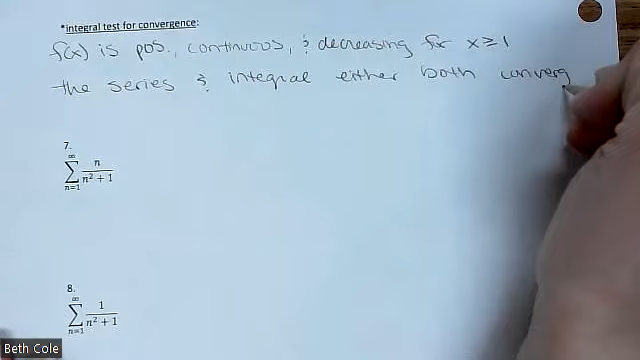 *integral test for convergence:
f(x) is pos., continuous, & decreasing for x ≥ 1
the series & integral either both converg
7.
∞
∑ n/(n² + 1)
n=1
8.
∞
∑ 1/(n² + 1)
n=1
Beth Cole